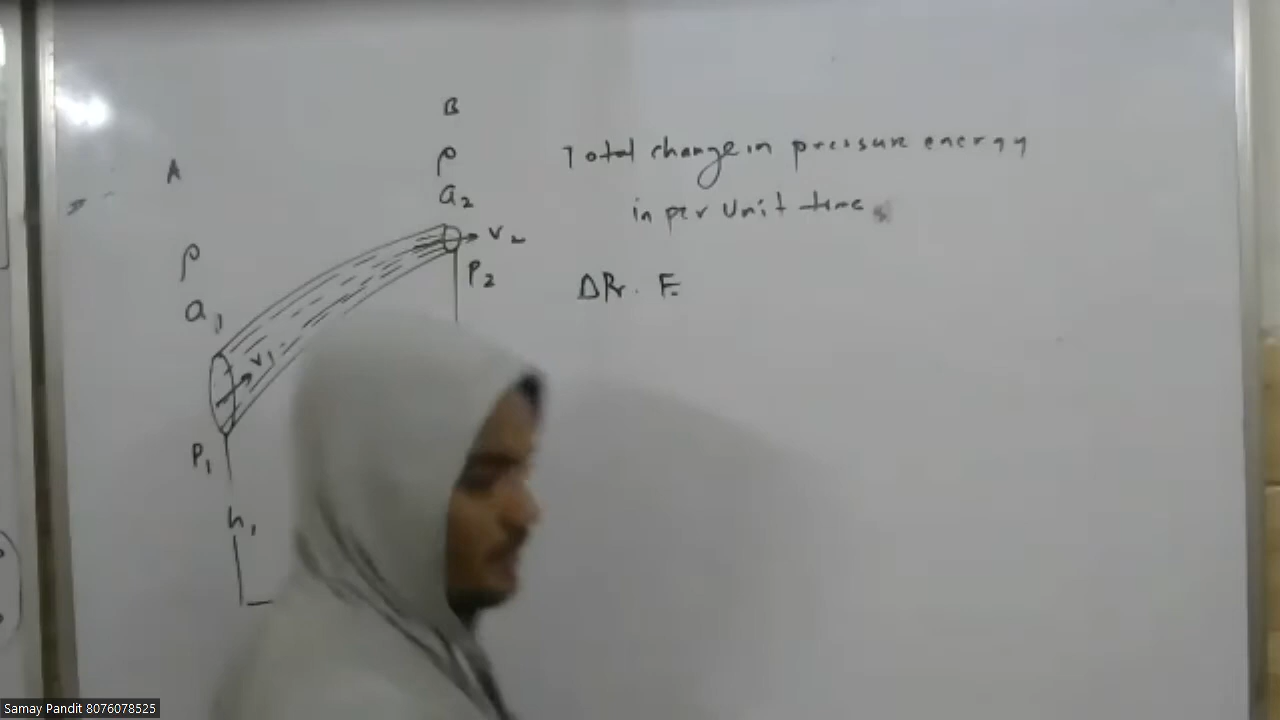 B
A
ρ
a₂
v₂
P₂
ρ
a₁
v₁
P₁
h₁
Total change in pressure energy
in per Unit time
ΔPr. E.
Samay Pandit 8076078525